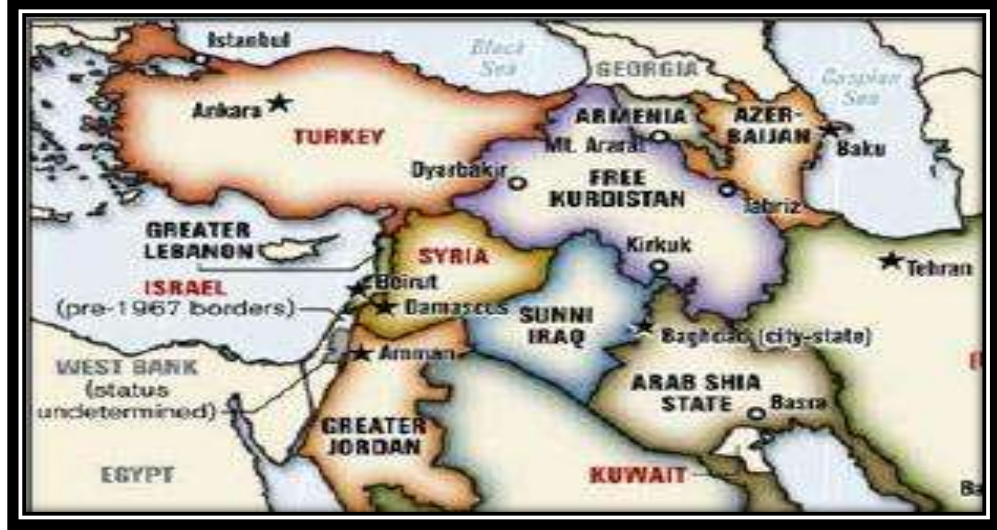 Istanbul
Black
Sea
GEORGIA
Caspian
Sea
Ankara
TURKEY
ARMENIA
Mt. Ararat
AZER-
BAIJAN
Baku
Dyarbakir
FREE
KURDISTAN
Tabriz
GREATER
LEBANON
SYRIA
Kirkuk
Tehran
ISRAEL
(pre-1967 borders)
Beirut
Damascus
SUNNI
IRAQ
Baghdad (city-state)
WEST BANK
(status
undetermined)
Amman
ARAB SHIA
STATE
Basra
GREATER
JORDAN
EGYPT
KUWAIT